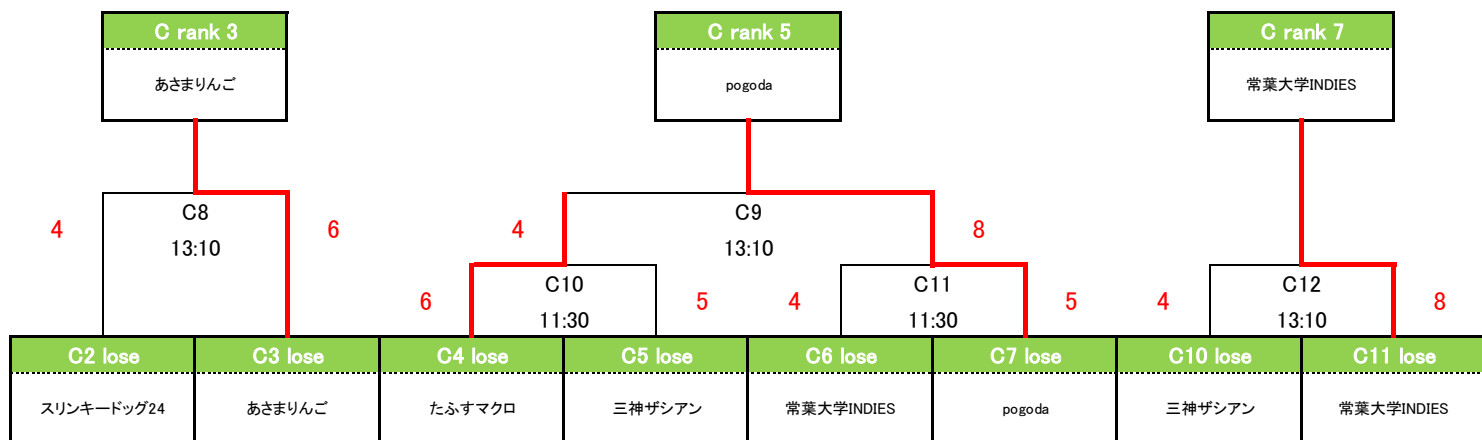 C rank 3
あさまりんご
C rank 5
pogoda
C rank 7
常葉大学INDIES
4
C8
13:10
6
4
C9
13:10
8
6
C10
11:30
5
4
C11
11:30
5
4
C12
13:10
8
C2 lose
C3 lose
C4 lose
C5 lose
C6 lose
C7 lose
C10 lose
C11 lose
スリンキードッグ24
あさまりんご
たふすマクロ
三神ザシアン
常葉大学INDIES
pogoda
三神ザシアン
常葉大学INDIES